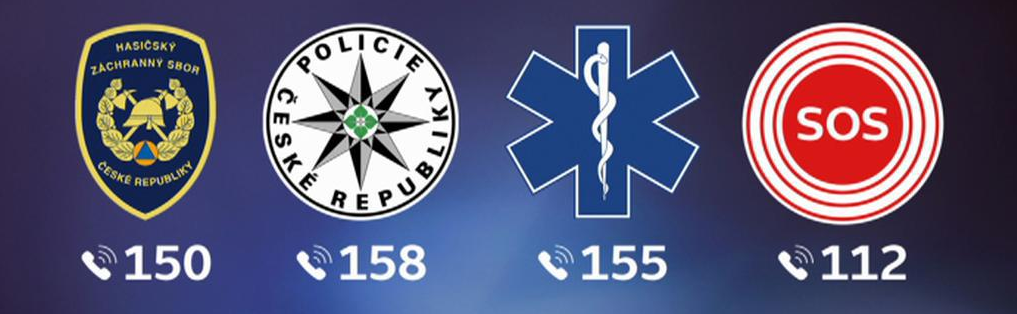 HASIČSKÝ
ZÁCHRANNÝ SBOR
ČESKÉ REPUBLIKY
POLICIE
ČESKÉ REPUBLIKY
SOS
150
158
155
112